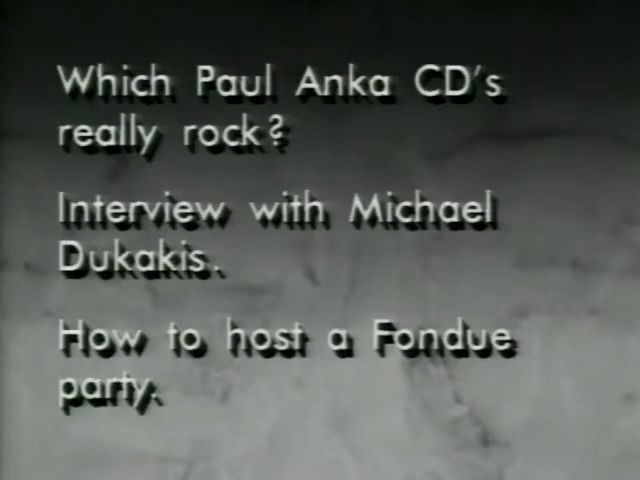 Which Paul Anka CD's
really rock?
Interview with Michael
Dukakis.
How to host a Fondue
party.